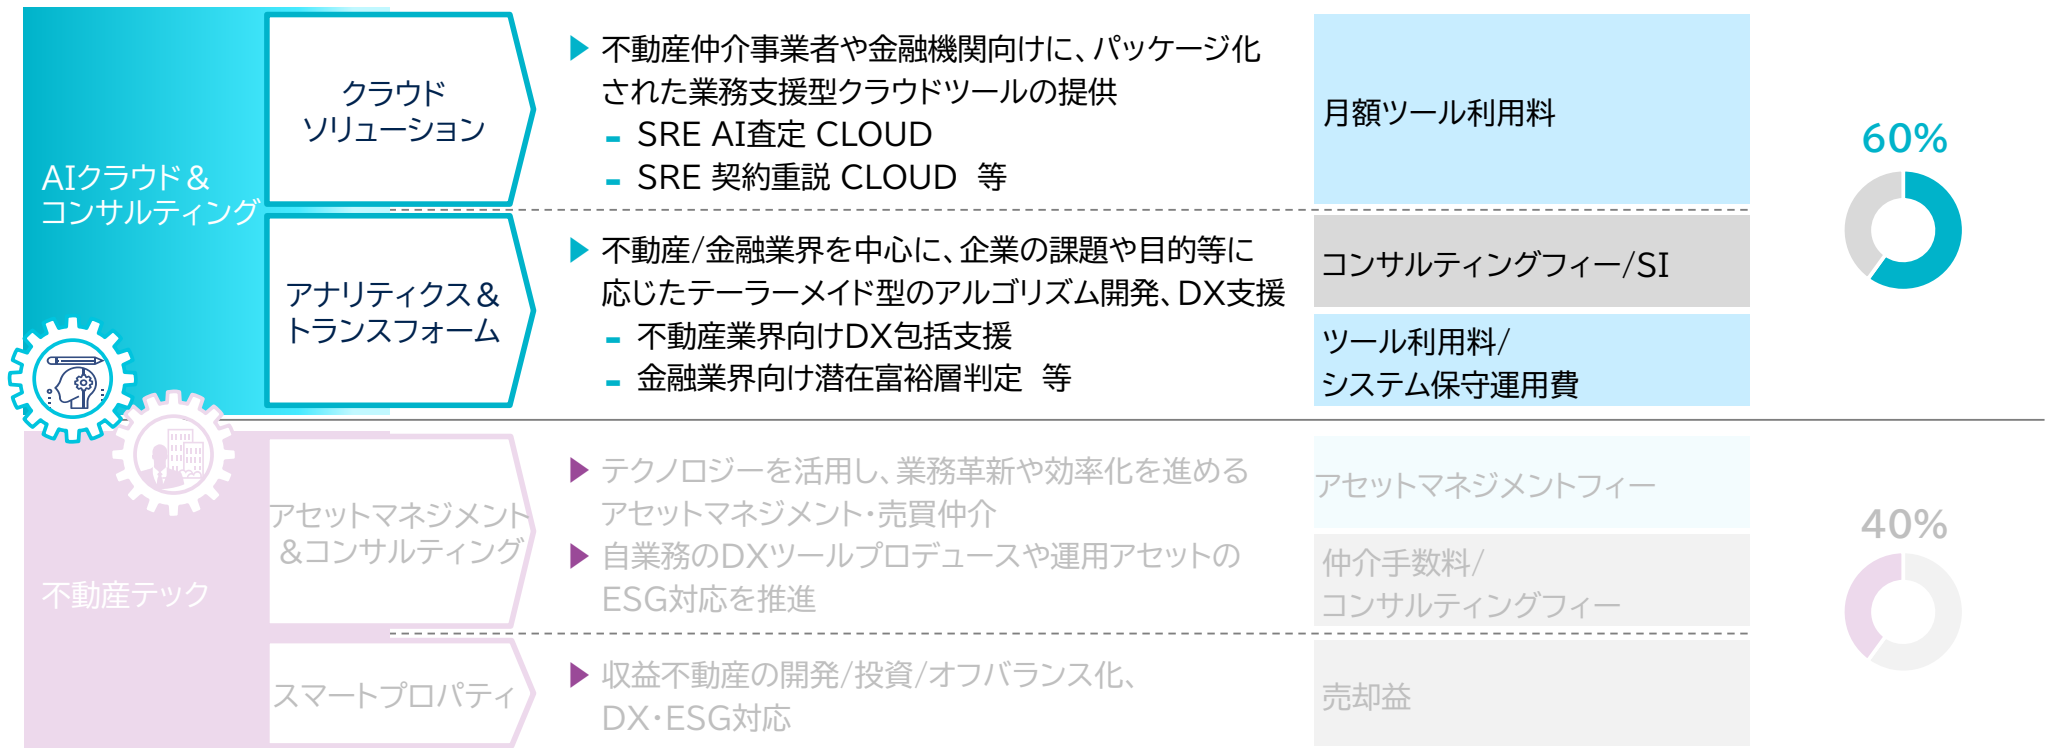 AIクラウド&
コンサルティング
クラウド
ソリューション
不動産仲介事業者や金融機関向けに、パッケージ化
された業務支援型クラウドツールの提供
- SRE AI査定 CLOUD
- SRE 契約重説 CLOUD 等
月額ツール利用料
60%
アナリティクス&
トランスフォーム
不動産/金融業界を中心に、企業の課題や目的等に
応じたテーラーメイド型のアルゴリズム開発、DX支援
- 不動産業界向けDX包括支援
- 金融業界向け潜在富裕層判定 等
コンサルティングフィー/SI
ツール利用料/
システム保守運用費
不動産テック
アセットマネジメント
&コンサルティング
テクノロジーを活用し、業務革新や効率化を進める
アセットマネジメント・売買仲介
自業務のDXツールプロデュースや運用アセットの
ESG対応を推進
アセットマネジメントフィー
仲介手数料/
コンサルティングフィー
40%
スマートプロパティ
収益不動産の開発/投資/オフバランス化、
DX・ESG対応
売却益